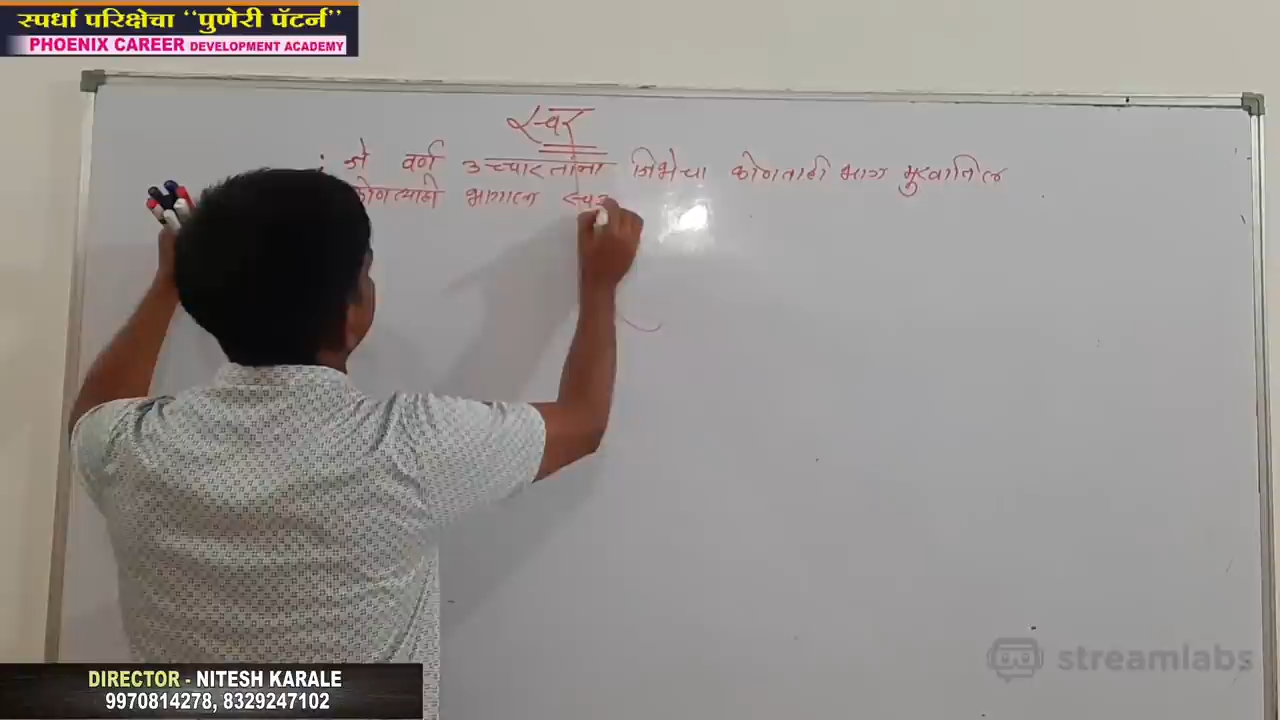 स्पर्धा परिक्षेचा "पुणेरी पॅटर्न"
PHOENIX CAREER DEVELOPMENT ACADEMY
स्वर
जे वर्ण उच्चारतांना जिभेचा कोणताही भाग मुखातिल
कोणत्याही भागाला स्पर
DIRECTOR - NITESH KARALE
9970814278, 8329247102
streamlabs